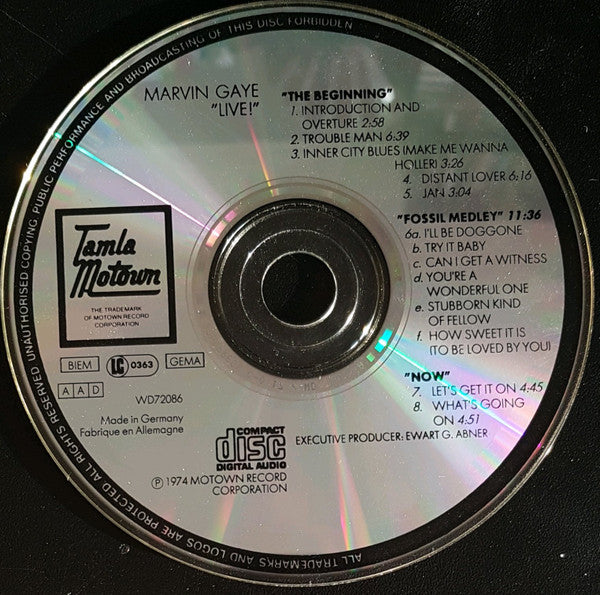 UNAUTHORISED COPYING, PUBLIC PERFORMANCE AND BROADCASTING OF THIS DISC FORBIDDEN
MARVIN GAYE
"LIVE!"
"THE BEGINNING"
1. INTRODUCTION AND
OVERTURE 2:58
2. TROUBLE MAN 6:39
3. INNER CITY BLUES (MAKE ME WANNA
HOLLER) 3:26
4. DISTANT LOVER 6:16
5. JAN 3:04
"FOSSIL MEDLEY" 11:36
6a. I'LL BE DOGGONE
b. TRY IT BABY
c. CAN I GET A WITNESS
d. YOU'RE A
WONDERFUL ONE
e. STUBBORN KIND
OF FELLOW
f. HOW SWEET IT IS
(TO BE LOVED BY YOU)
"NOW"
7. LET'S GET IT ON 4:45
8. WHAT'S GOING
ON 4:51
EXECUTIVE PRODUCER: EWART G. ABNER
Tamla
Motown
THE TRADEMARK
OF MOTOWN RECORD
CORPORATION
BIEM LC 0363 GEMA
A A D
WD72086
Made in Germany
Fabriqué en Allemagne
COMPACT
disc
DIGITAL AUDIO
℗ 1974 MOTOWN RECORD
CORPORATION
ALL TRADEMARKS AND LOGOS ARE PROTECTED ALL RIGHTS RESERVED